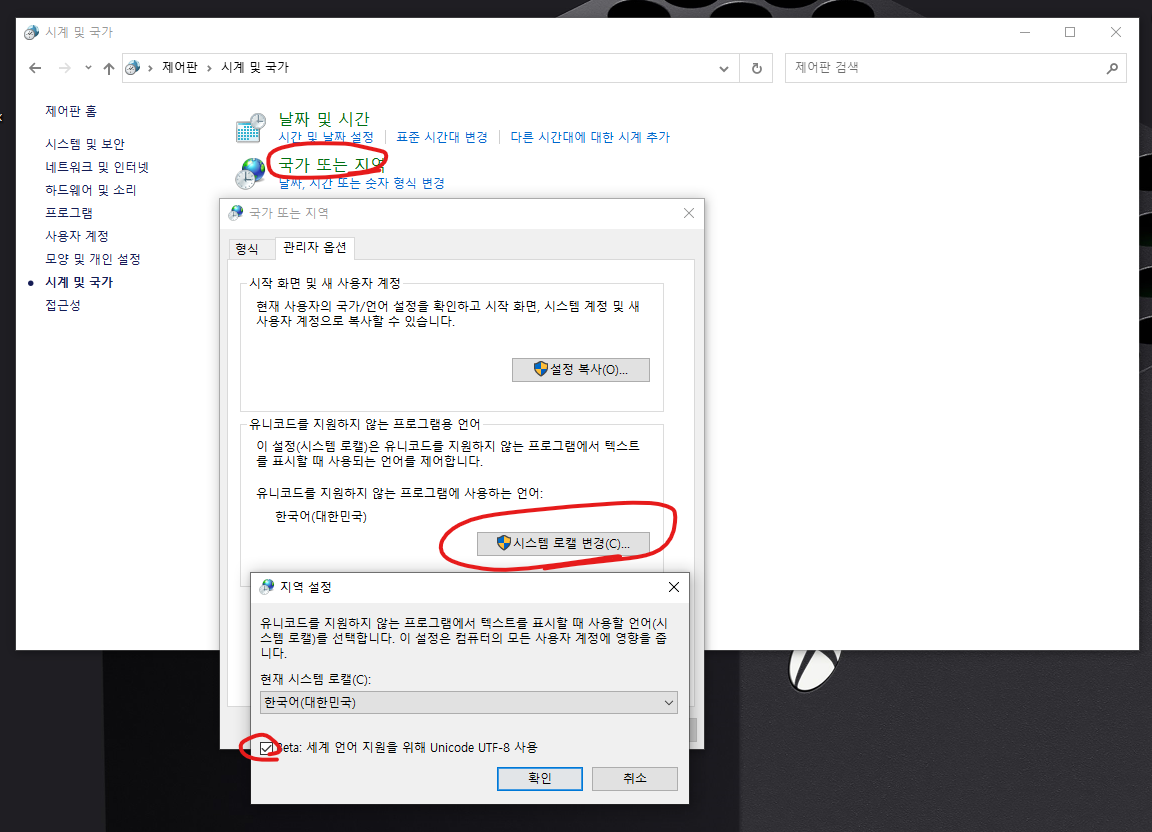 시계 및 국가
제어판 › 시계 및 국가
제어판 검색
제어판 홈
시스템 및 보안
네트워크 및 인터넷
하드웨어 및 소리
프로그램
사용자 계정
모양 및 개인 설정
시계 및 국가
접근성
날짜 및 시간
시간 및 날짜 설정 표준 시간대 변경 다른 시간대에 대한 시계 추가
국가 또는 지역
날짜, 시간 또는 숫자 형식 변경
국가 또는 지역
형식 관리자 옵션
시작 화면 및 새 사용자 계정
현재 사용자의 국가/언어 설정을 확인하고 시작 화면, 시스템 계정 및 새
사용자 계정으로 복사할 수 있습니다.
설정 복사(O)...
유니코드를 지원하지 않는 프로그램용 언어
이 설정(시스템 로캘)은 유니코드를 지원하지 않는 프로그램에서 텍스트
를 표시할 때 사용되는 언어를 제어합니다.
유니코드를 지원하지 않는 프로그램에 사용하는 언어:
한국어(대한민국)
시스템 로캘 변경(C)...
지역 설정
유니코드를 지원하지 않는 프로그램에서 텍스트를 표시할 때 사용할 언어(시
스템 로캘)를 선택합니다. 이 설정은 컴퓨터의 모든 사용자 계정에 영향을 줍
니다.
현재 시스템 로캘(C):
한국어(대한민국)
Beta: 세계 언어 지원을 위해 Unicode UTF-8 사용
확인 취소